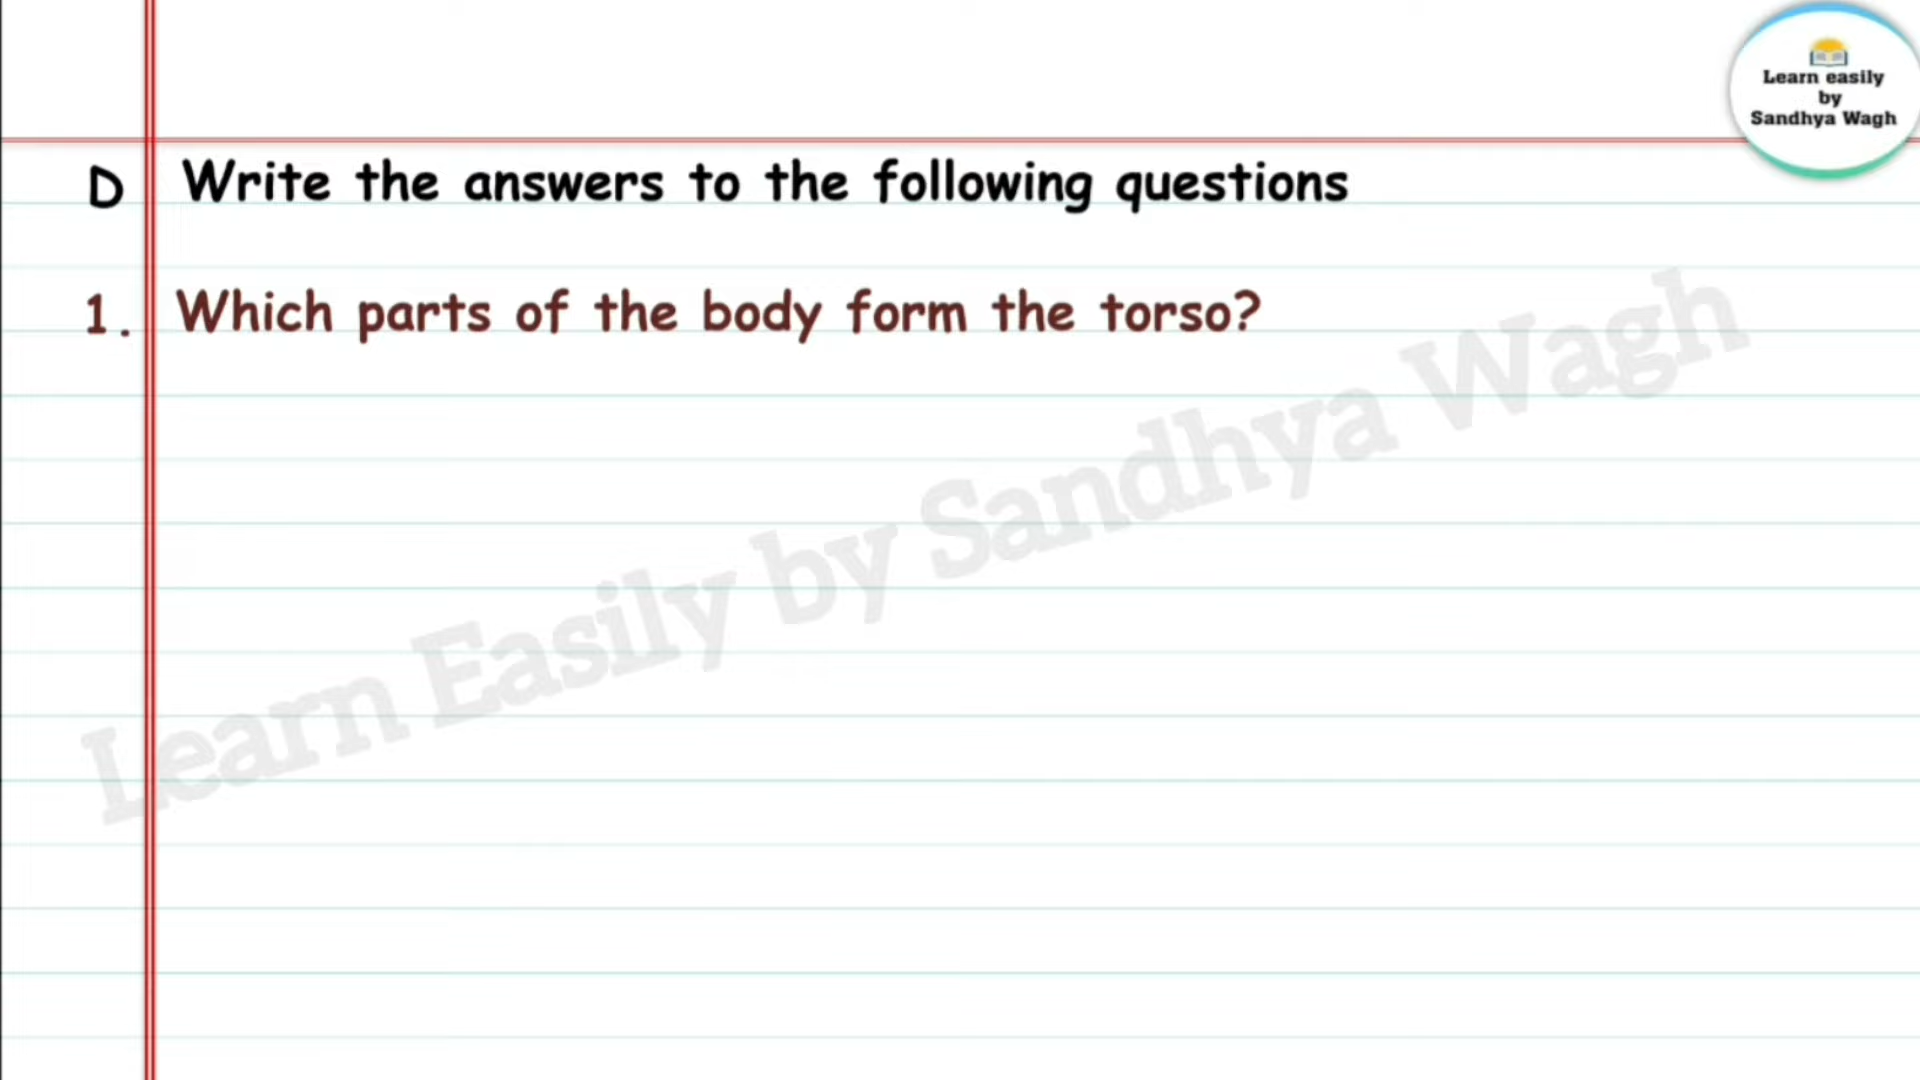 Learn easily
by
Sandhya Wagh
D Write the answers to the following questions
1. Which parts of the body form the torso?
Learn Easily by Sandhya Wagh